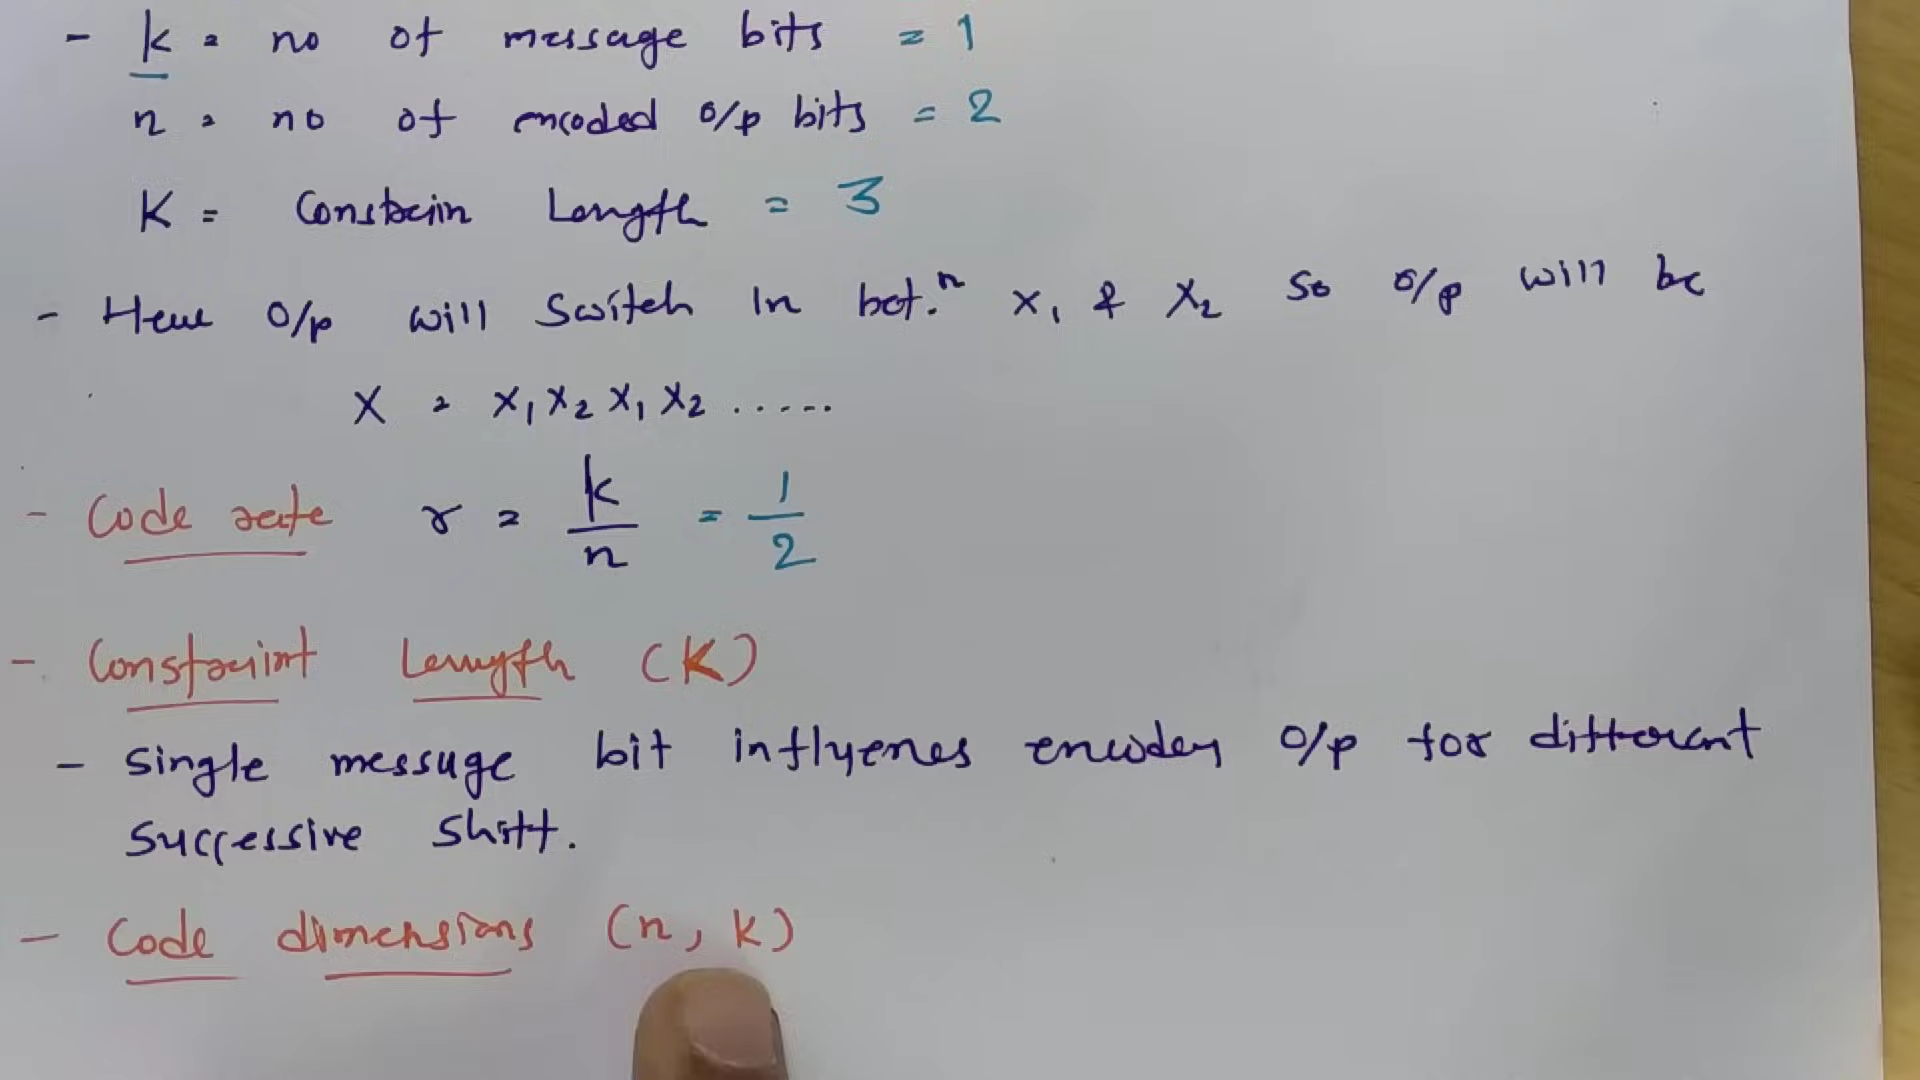 - k = no of message bits = 1
n = no of encoded o/p bits = 2
K = Constrain Length = 3
- Here o/p will switch in bet.ⁿ x₁ & x₂ so o/p will be
X = x₁ x₂ x₁ x₂ .....
- Code rate r = k/n = 1/2
- Constraint Length (K)
- Single message bit influenes encoder o/p for different
successive shift.
- Code dimensions (n, k)